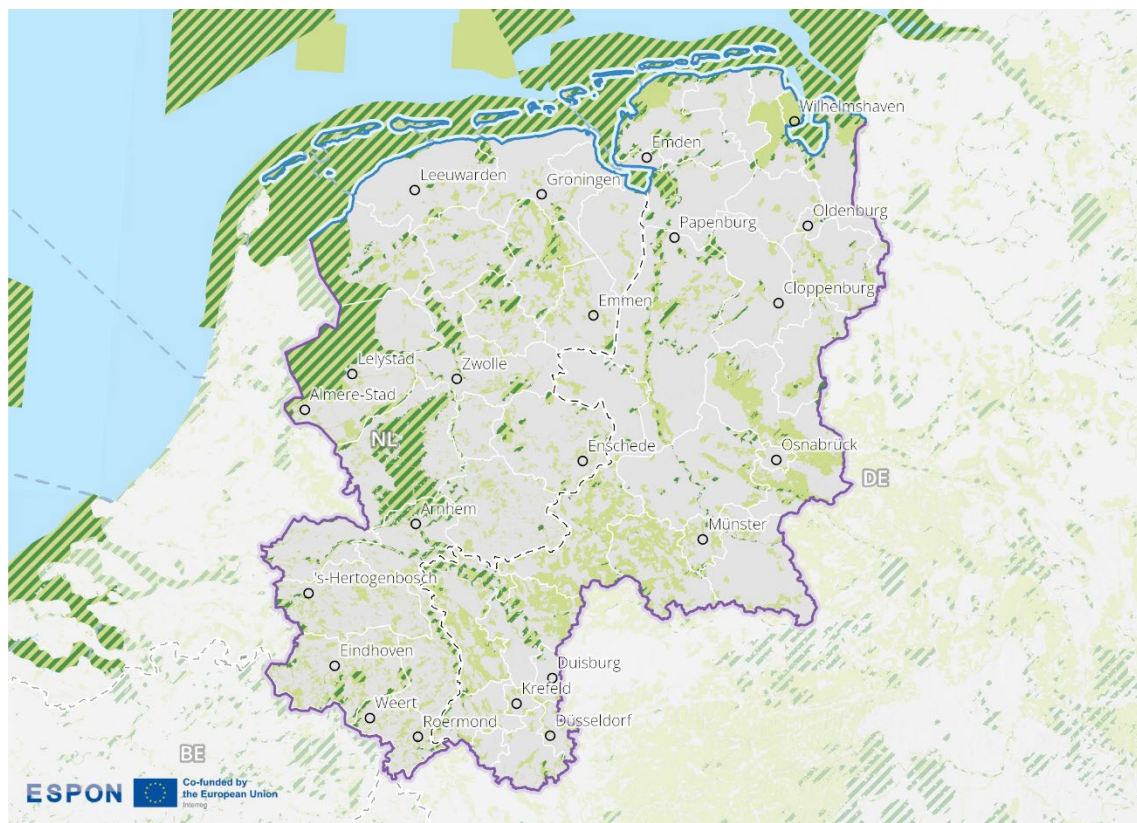 Wilhelmshaven
Emden
Leeuwarden
Groningen
Papenburg
Oldenburg
Cloppenburg
Emmen
Lelystad
Zwolle
Almere-Stad
NL
Enschede
Osnabrück
DE
Arnhem
Münster
's-Hertogenbosch
Eindhoven
Duisburg
Krefeld
Weert
Roermond
Düsseldorf
BE
ESPON
Co-funded by
the European Union
Interreg